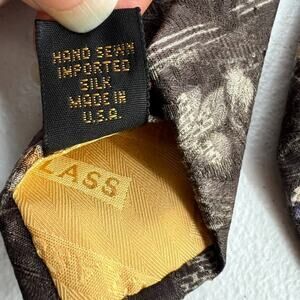 HAND SEWN
IMPORTED
SILK
MADE IN
U.S.A.
LASS